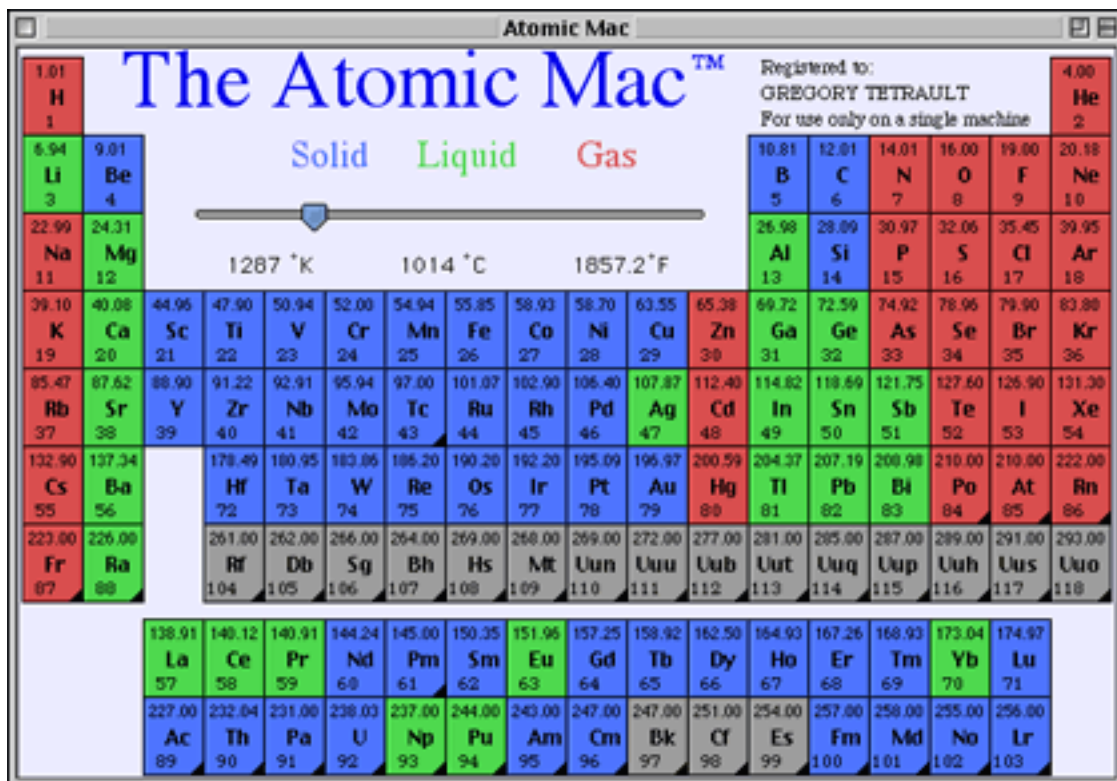 Atomic Mac
The Atomic Mac™
Registered to:
GREGORY TETRAULT
For use only on a single machine
Solid Liquid Gas
1287 °K 1014 °C 1857.2°F
1.01 4.00
H He
1 2
6.94 9.01 10.81 12.01 14.01 16.00 19.00 20.18
Li Be B C N O F Ne
3 4 5 6 7 8 9 10
22.99 24.31 26.98 28.09 30.97 32.06 35.45 39.95
Na Mg Al Si P S Cl Ar
11 12 13 14 15 16 17 18
39.10 40.08 44.96 47.90 50.94 52.00 54.94 55.85 58.93 58.70 63.55 65.38 69.72 72.59 74.92 78.96 79.90 83.80
K Ca Sc Ti V Cr Mn Fe Co Ni Cu Zn Ga Ge As Se Br Kr
19 20 21 22 23 24 25 26 27 28 29 30 31 32 33 34 35 36
85.47 87.62 88.90 91.22 92.91 95.94 97.00 101.07 102.90 106.40 107.87 112.40 114.82 118.69 121.75 127.60 126.90 131.30
Rb Sr Y Zr Nb Mo Tc Ru Rh Pd Ag Cd In Sn Sb Te I Xe
37 38 39 40 41 42 43 44 45 46 47 48 49 50 51 52 53 54
132.90 137.34 178.49 180.95 183.86 186.20 190.20 192.20 195.09 196.97 200.59 204.37 207.19 208.98 210.00 210.00 222.00
Cs Ba Hf Ta W Re Os Ir Pt Au Hg Tl Pb Bi Po At Rn
55 56 72 73 74 75 76 77 78 79 80 81 82 83 84 85 86
223.00 226.00 261.00 262.00 266.00 264.00 269.00 268.00 269.00 272.00 277.00 281.00 285.00 287.00 289.00 291.00 293.00
Fr Ra Rf Db Sg Bh Hs Mt Uun Uuu Uub Uut Uuq Uup Uuh Uus Uuo
87 88 104 105 106 107 108 109 110 111 112 113 114 115 116 117 118
138.91 140.12 140.91 144.24 145.00 150.35 151.96 157.25 158.92 162.50 164.93 167.26 168.93 173.04 174.97
La Ce Pr Nd Pm Sm Eu Gd Tb Dy Ho Er Tm Yb Lu
57 58 59 60 61 62 63 64 65 66 67 68 69 70 71
227.00 232.04 231.00 238.03 237.00 244.00 243.00 247.00 247.00 251.00 254.00 257.00 258.00 255.00 256.00
Ac Th Pa U Np Pu Am Cm Bk Cf Es Fm Md No Lr
89 90 91 92 93 94 95 96 97 98 99 100 101 102 103